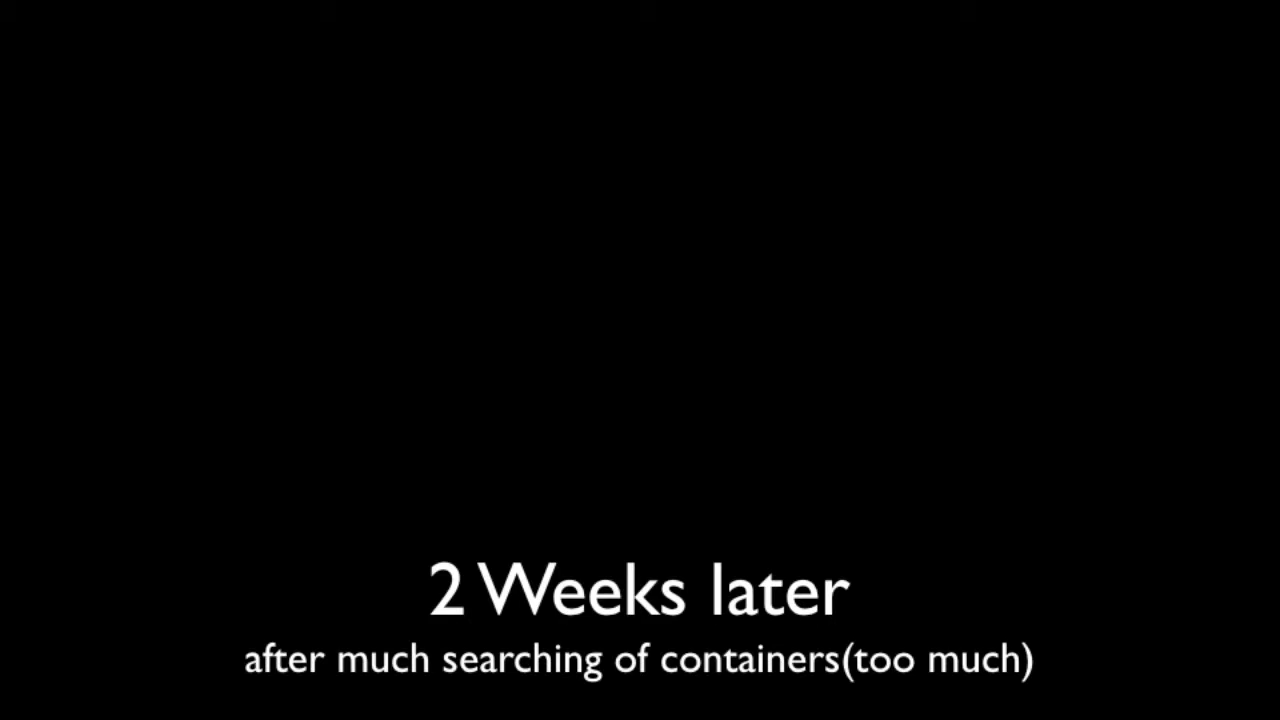 2 Weeks later
after much searching of containers(too much)